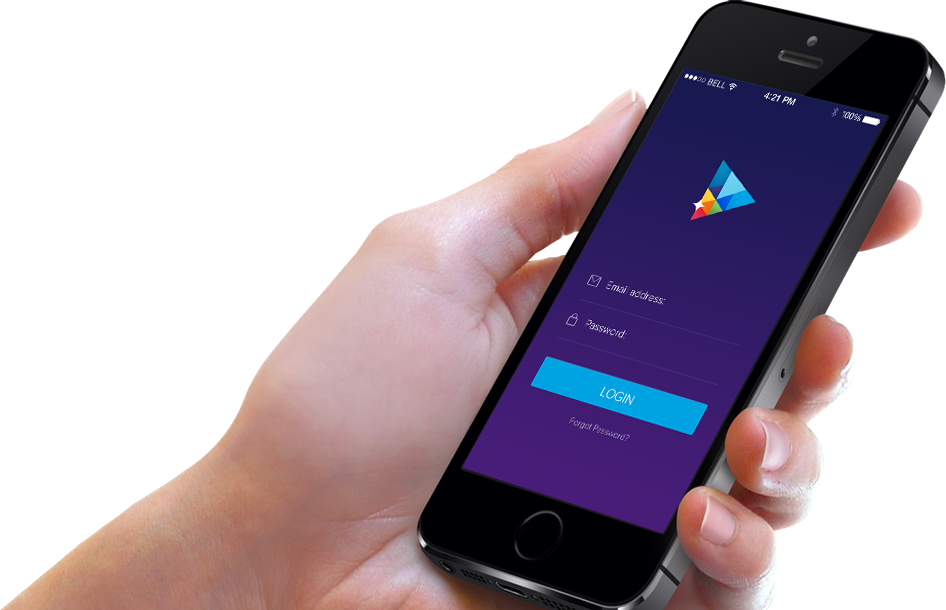 BELL
4:21 PM
100%
Email address:
Password:
LOGIN
Forgot Password?